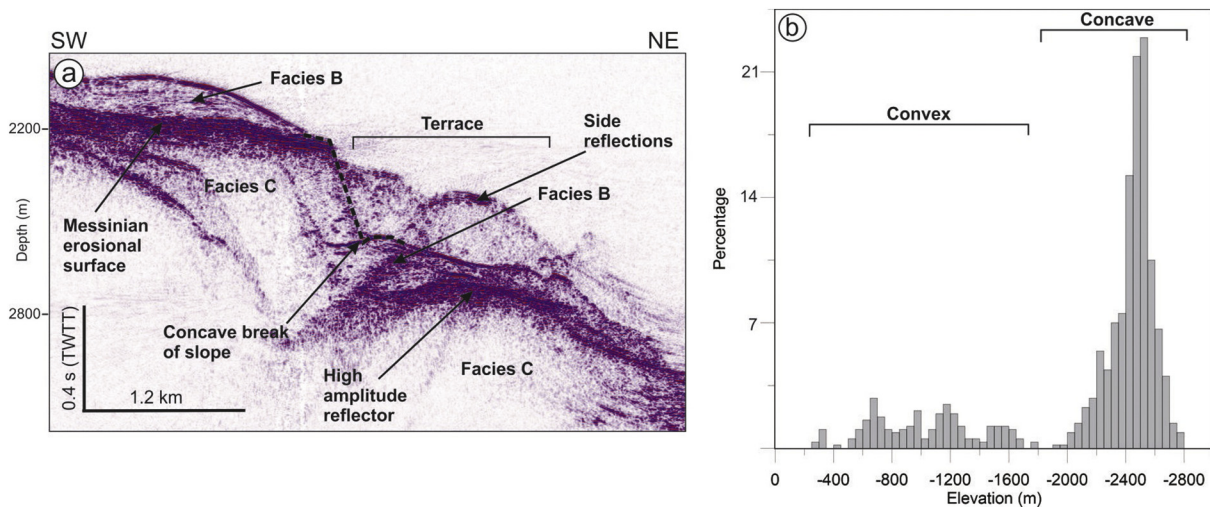 SW
NE
a
Facies B
Terrace
Side
reflections
Facies B
2200
Facies C
Depth (m)
Messinian
erosional
surface
2800
Concave break
of slope
Facies C
High
amplitude
reflector
0.4 s (TWTT)
1.2 km
b
Concave
Convex
Percentage
21
14
7
0
-400
-800
-1200
-1600
-2000
-2400
-2800
Elevation (m)